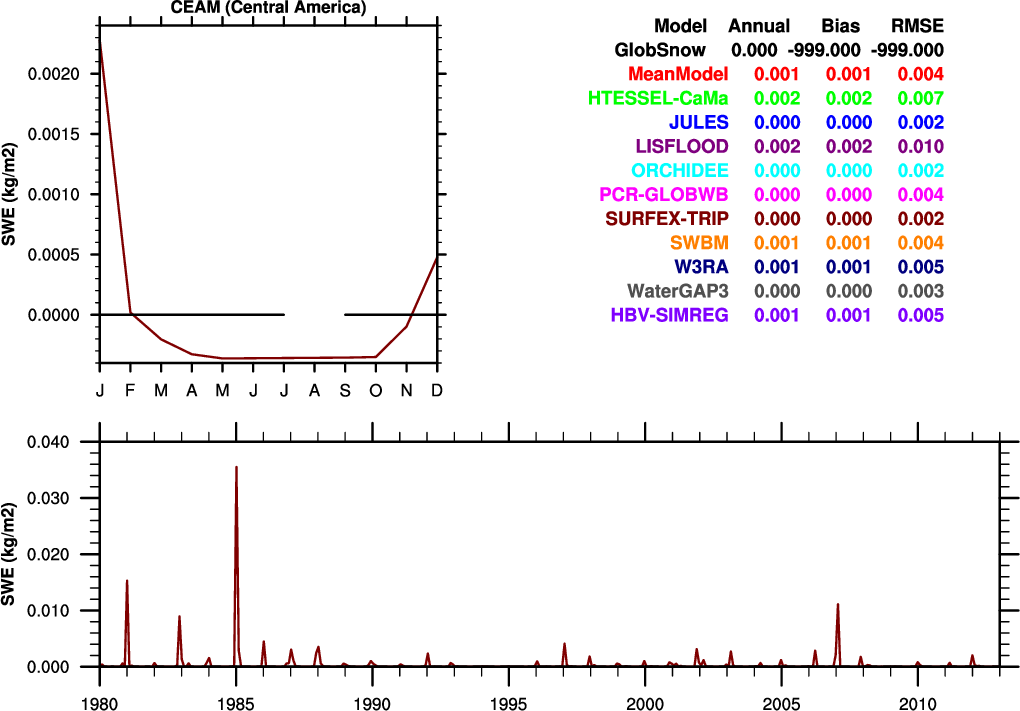 CEAM (Central America)
SWE (kg/m2)
0.0020
0.0015
0.0010
0.0005
0.0000
J F M A M J J A S O N D
Model Annual Bias RMSE
GlobSnow 0.000 -999.000 -999.000
MeanModel 0.001 0.001 0.004
HTESSEL-CaMa 0.002 0.002 0.007
JULES 0.000 0.000 0.002
LISFLOOD 0.002 0.002 0.010
ORCHIDEE 0.000 0.000 0.002
PCR-GLOBWB 0.000 0.000 0.004
SURFEX-TRIP 0.000 0.000 0.002
SWBM 0.001 0.001 0.004
W3RA 0.001 0.001 0.005
WaterGAP3 0.000 0.000 0.003
HBV-SIMREG 0.001 0.001 0.005
SWE (kg/m2)
0.040
0.030
0.020
0.010
0.000
1980 1985 1990 1995 2000 2005 2010